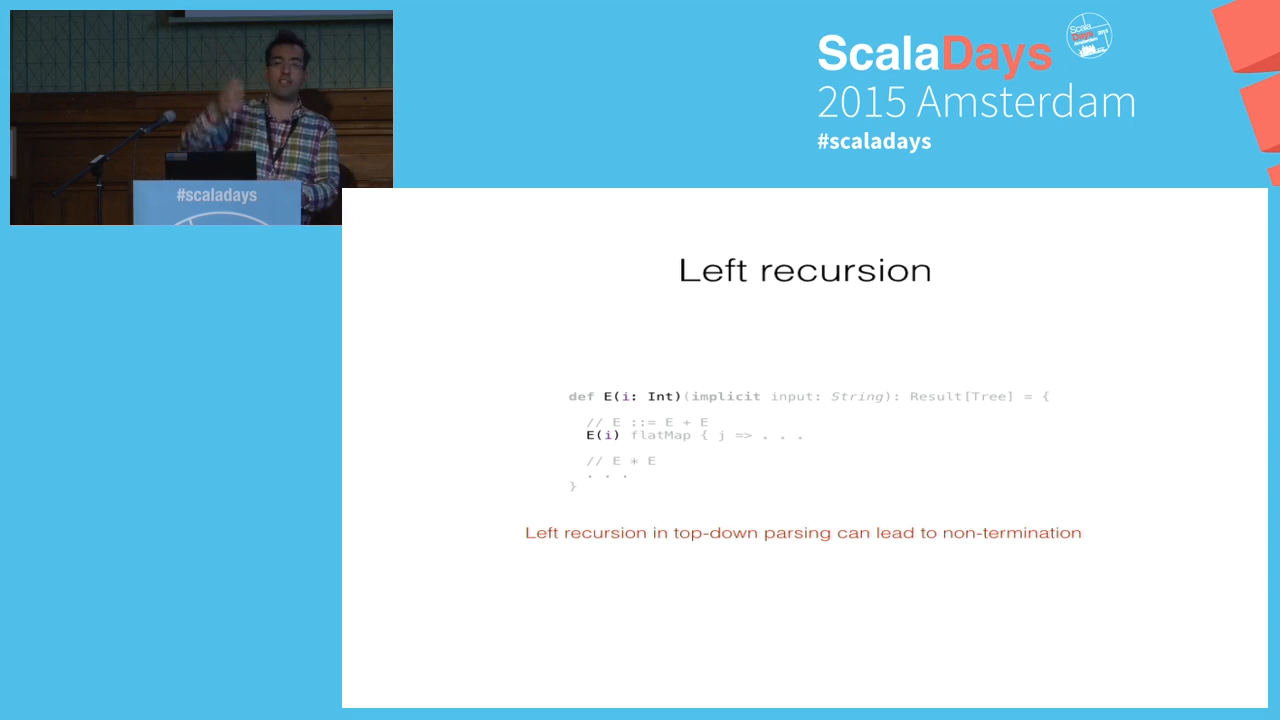 #scaladays
ScalaDays
2015 Amsterdam
#scaladays
Left recursion
def E(i: Int)(implicit input: String): Result[Tree] = {
// E ::= E + E
E(i) flatMap { j => . . .
// E * E
. . .
}
Left recursion in top-down parsing can lead to non-termination